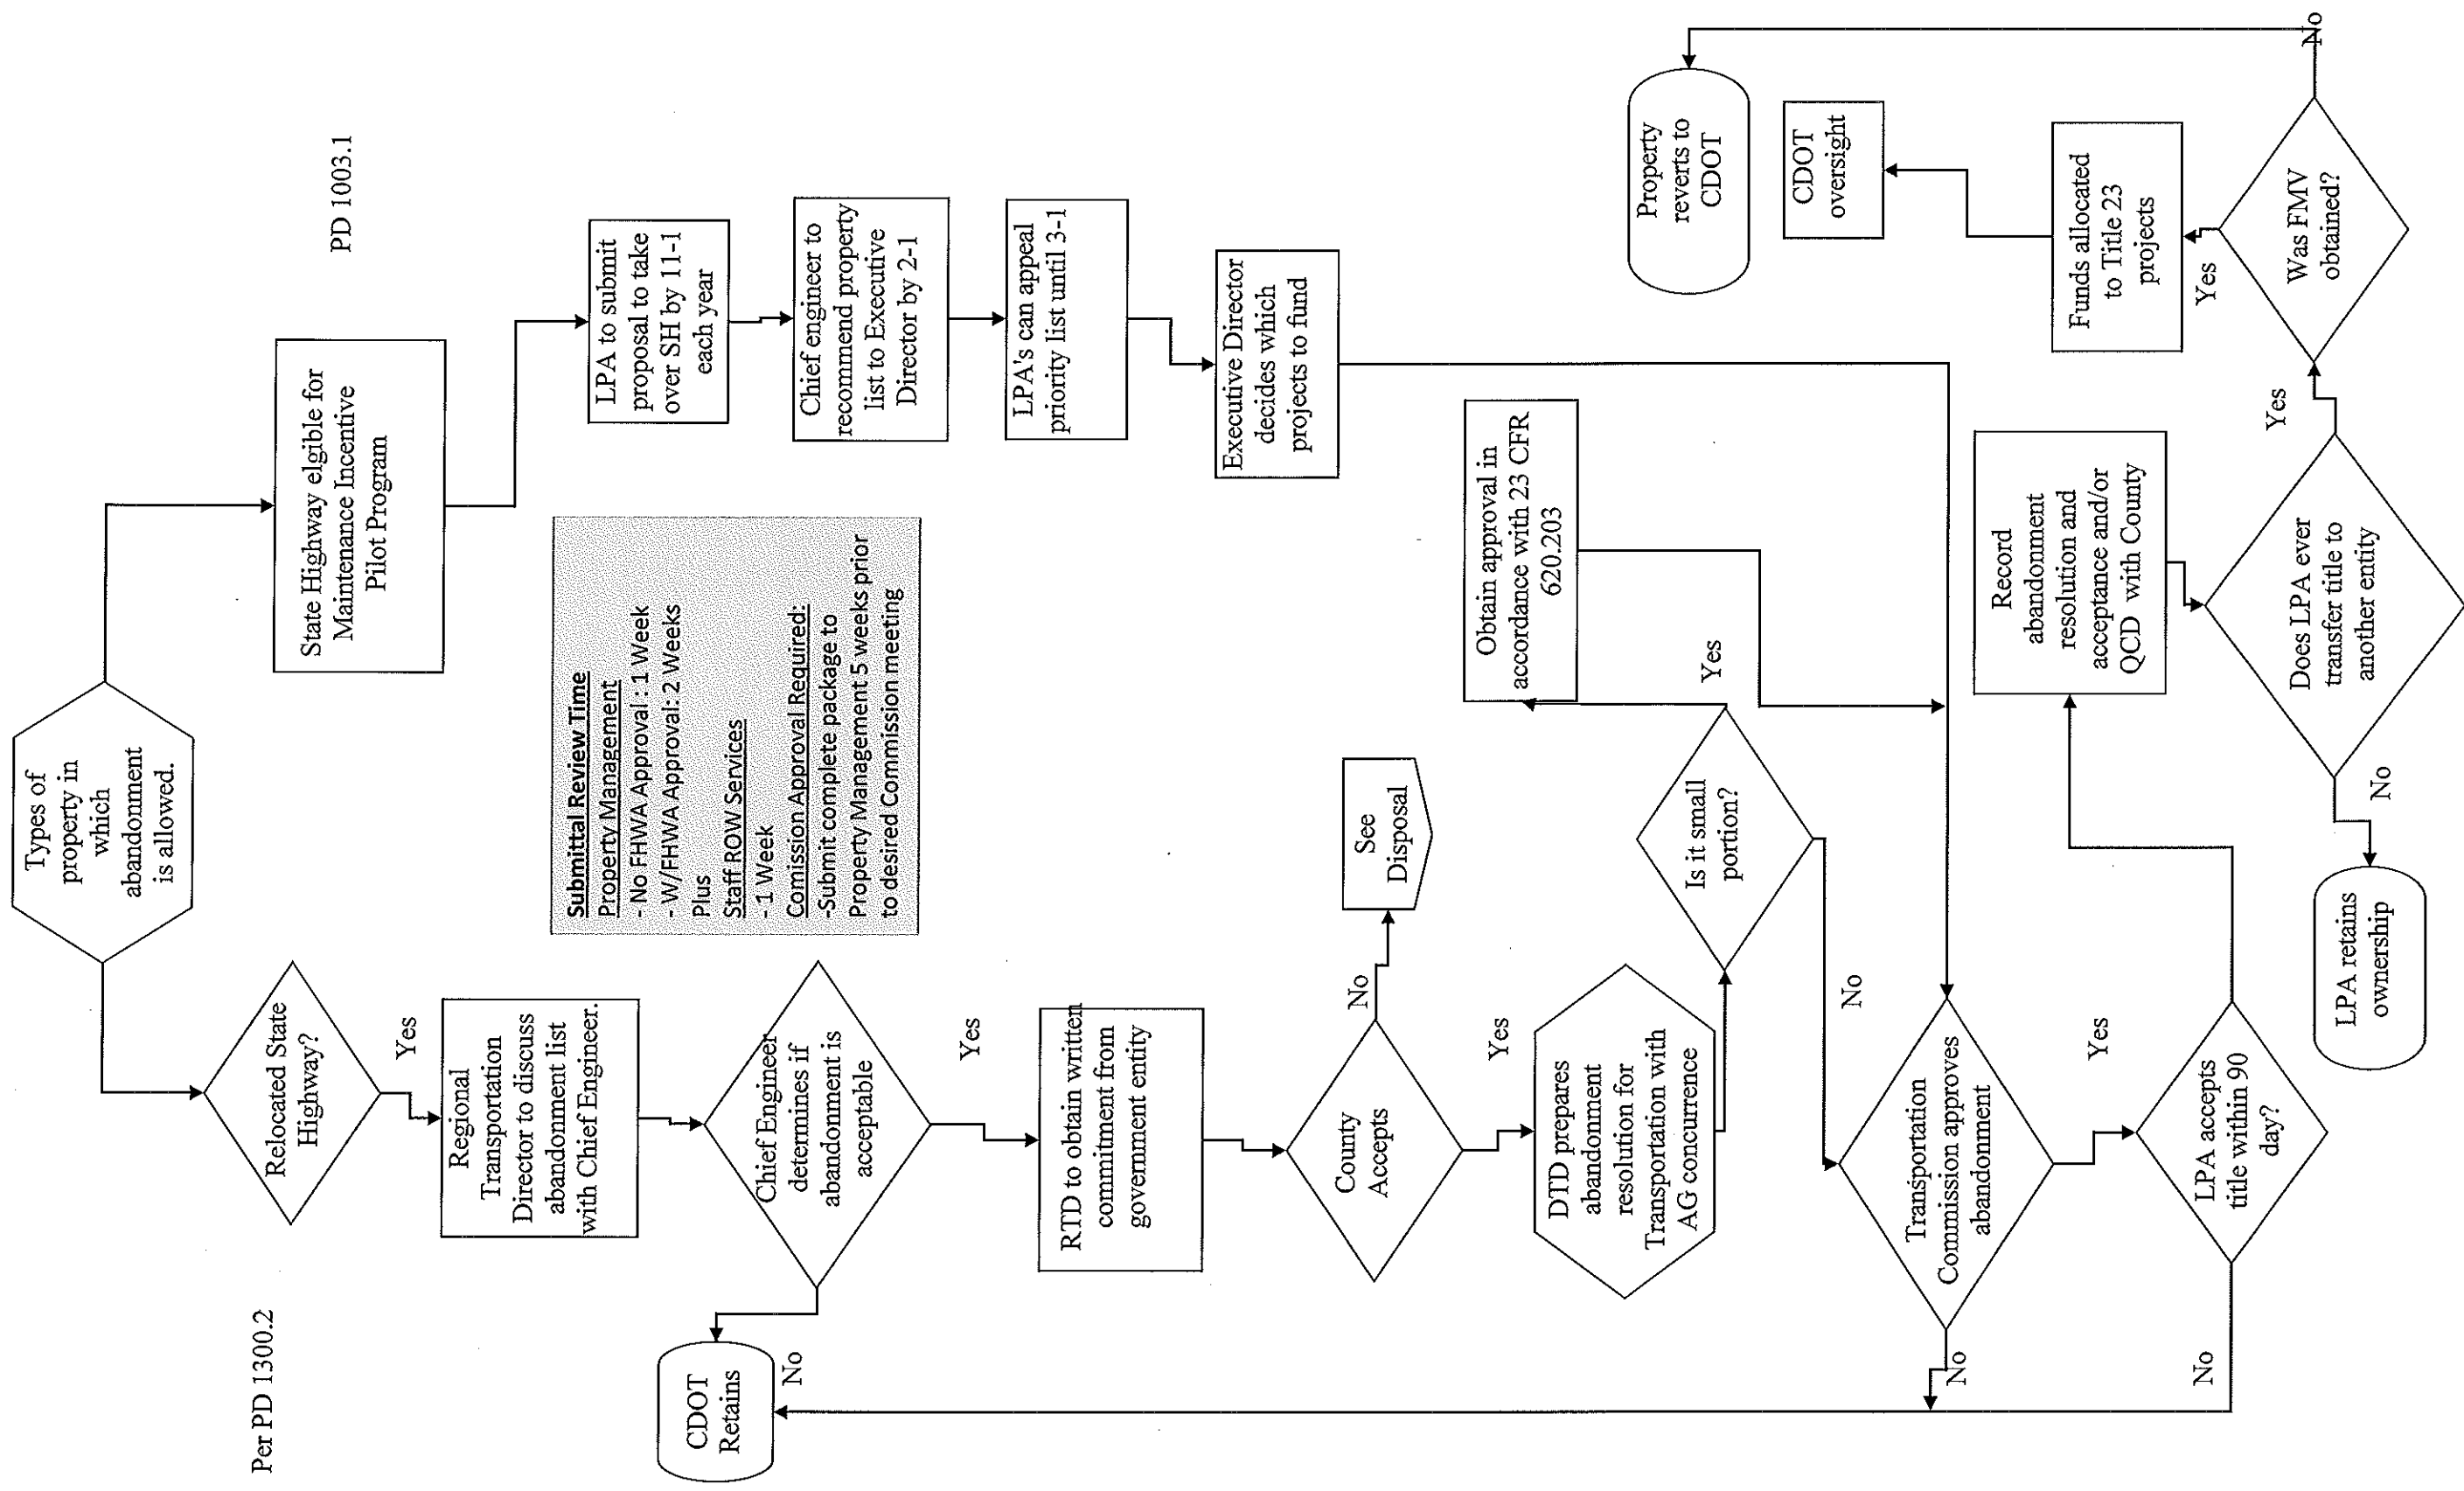 Per PD 1300.2
PD 1003.1
Types of
property in
which
abandonment
is allowed.
Relocated State
Highway?
Yes
Regional
Transportation
Director to discuss
abandonment list
with Chief Engineer.
Chief Engineer
determines if
abandonment is
acceptable
CDOT
Retains
No
Yes
RTD to obtain written
commitment from
government entity
County
Accepts
No
See
Disposal
Yes
DTD prepares
abandonment
resolution for
Transportation with
AG concurrence
Is it small
portion?
Yes
Obtain approval in
accordance with 23 CFR
620.203
No
State Highway elgible for
Maintenance Incentive
Pilot Program
LPA to submit
proposal to take
over SH by 11-1
each year
Chief engineer to
recommend property
list to Executive
Director by 2-1
LPA's can appeal
priority list until 3-1
Executive Director
decides which
projects to fund
Submittal Review Time
Property Management
- No FHWA Approval : 1 Week
- W/FHWA Approval: 2 Weeks
Plus
Staff ROW Services
- 1 Week
Comission Approval Required:
-Submit complete package to
Property Management 5 weeks prior
to desired Commission meeting
Transportation
Commission approves
abandonment
No
Yes
LPA accepts
title within 90
day?
No
Record
abandonment
resolution and
acceptance and/or
QCD with County
Does LPA ever
transfer title to
another entity
No
LPA retains
ownership
Yes
Was FMV
obtained?
Yes
Funds allocated
to Title 23
projects
CDOT
oversight
No
Property
reverts to
CDOT